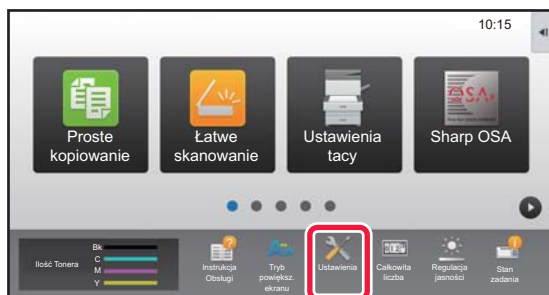 10:15
Proste
kopiowanie
Łatwe
skanowanie
Ustawienia
tacy
Sharp OSA
Ilość Tonera
Bk
C
M
Y
Instrukcja
Obsługi
Tryb
powiększ.
ekranu
Ustawienia
Całkowita
liczba
Regulacja
jasności
Stan
zadania